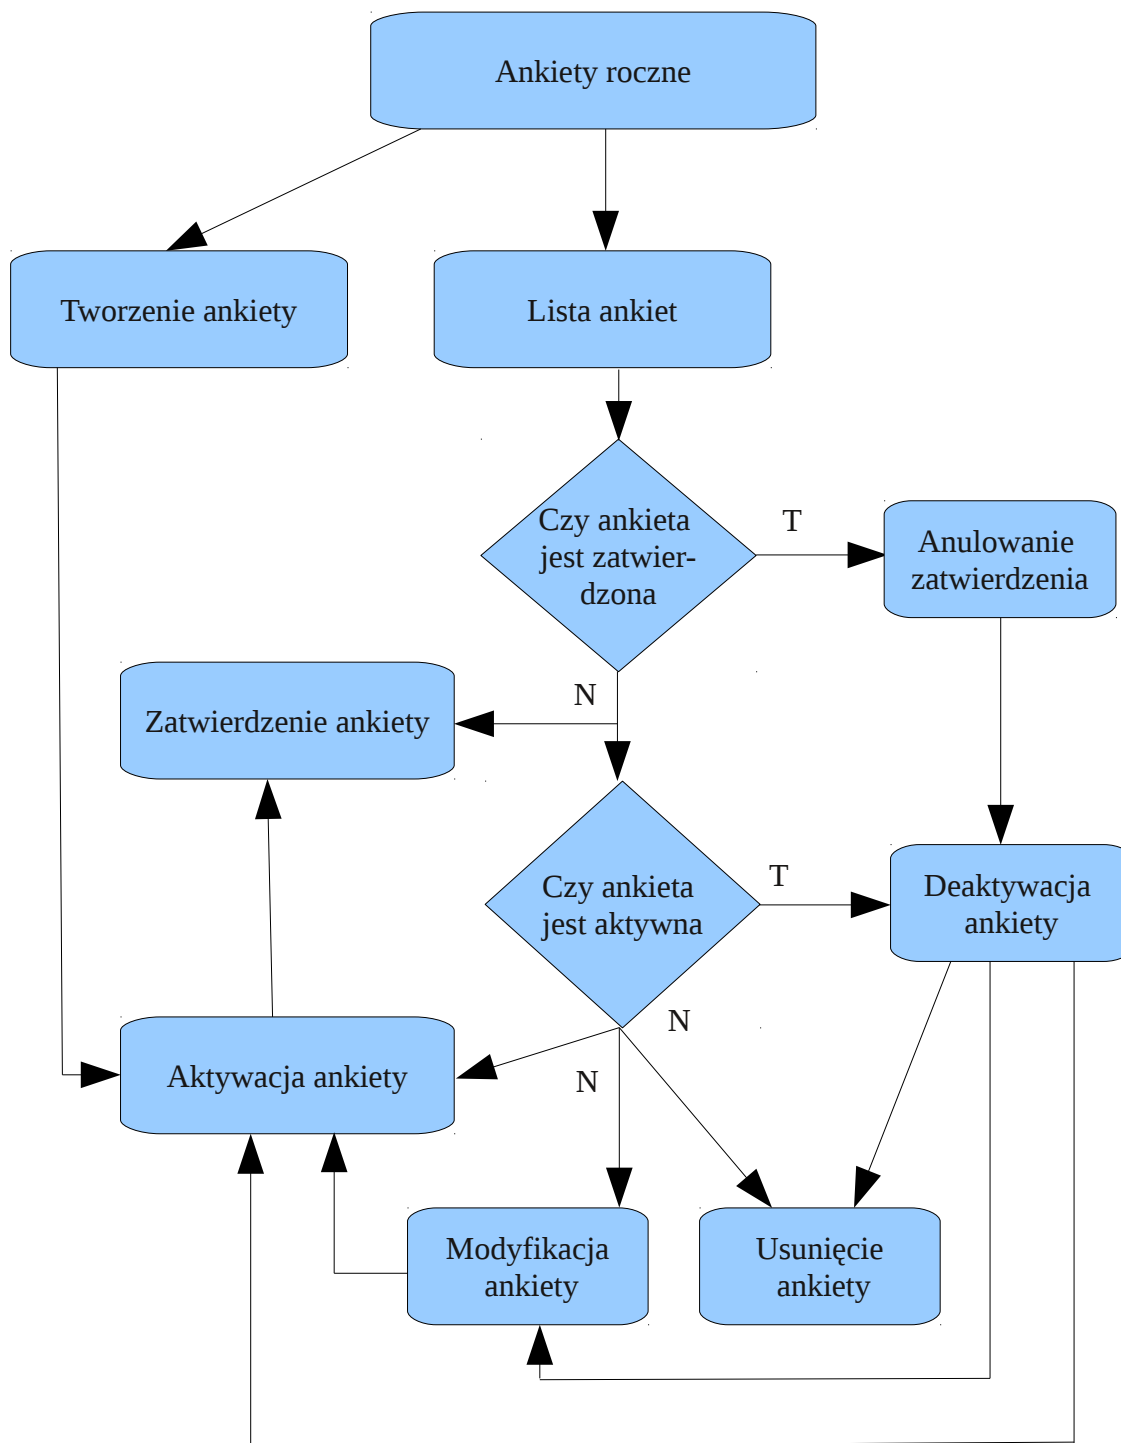 Ankiety roczne
Tworzenie ankiety
Lista ankiet
Czy ankieta
jest zatwier-
dzona
T
Anulowanie
zatwierdzenia
N
Zatwierdzenie ankiety
Czy ankieta
jest aktywna
T
Deaktywacja
ankiety
N
Aktywacja ankiety
N
Modyfikacja
ankiety
Usunięcie
ankiety